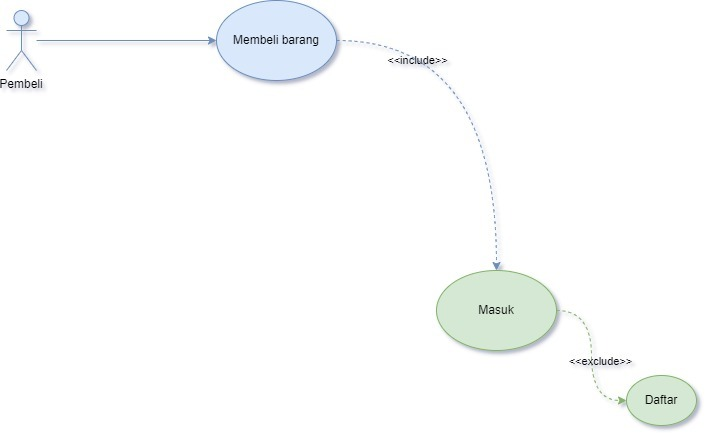 Membeli barang
<<include>>
Pembeli
Masuk
<<exclude>>
Daftar